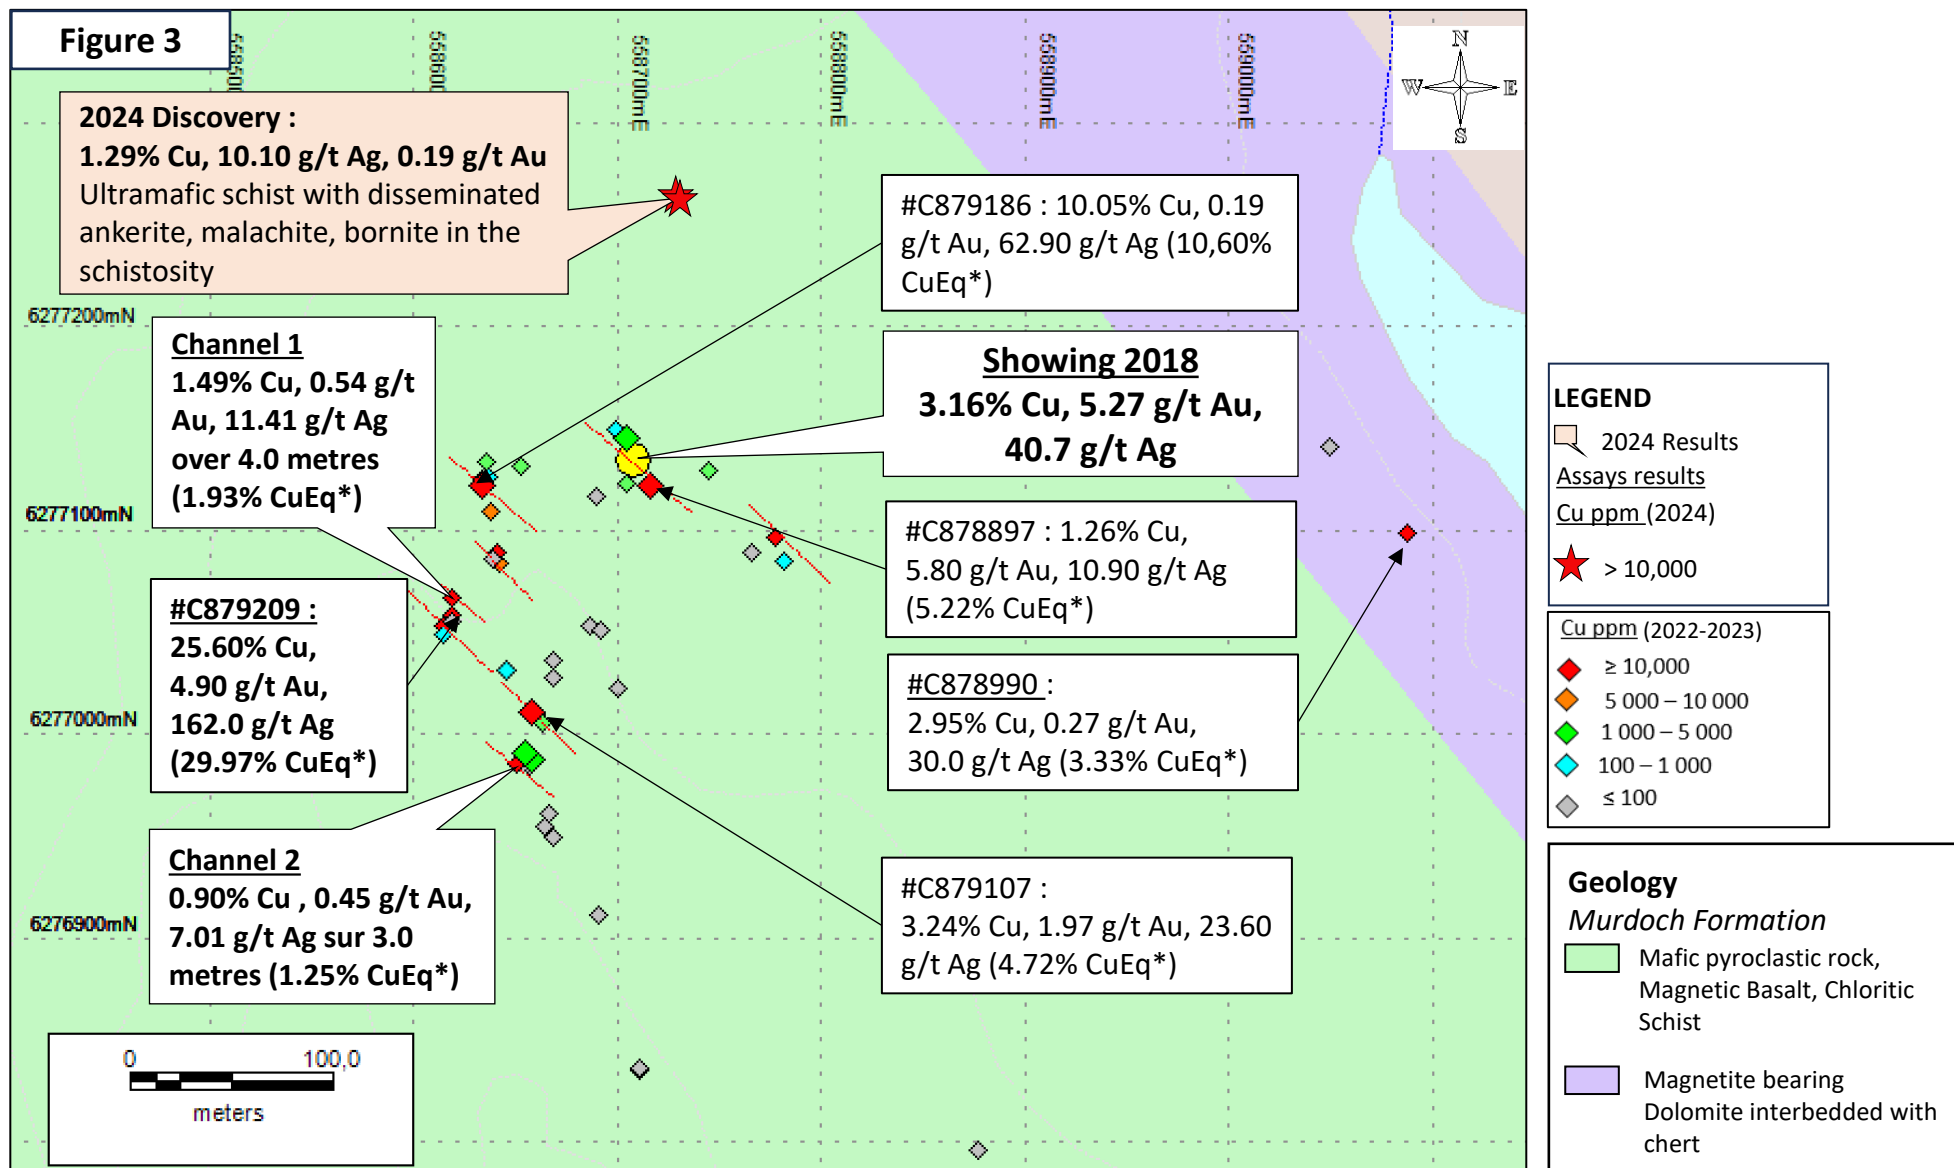 Figure 3
558500
558600
558700mE
558800mE
558900mE
559000mE
N
W
E
S
2024 Discovery :
1.29% Cu, 10.10 g/t Ag, 0.19 g/t Au
Ultramafic schist with disseminated
ankerite, malachite, bornite in the
schistosity
#C879186 : 10.05% Cu, 0.19
g/t Au, 62.90 g/t Ag (10,60%
CuEq*)
6277200mN
Channel 1
1.49% Cu, 0.54 g/t
Au, 11.41 g/t Ag
over 4.0 metres
(1.93% CuEq*)
Showing 2018
3.16% Cu, 5.27 g/t Au,
40.7 g/t Ag
6277100mN
#C878897 : 1.26% Cu,
5.80 g/t Au, 10.90 g/t Ag
(5.22% CuEq*)
#C879209 :
25.60% Cu,
4.90 g/t Au,
162.0 g/t Ag
(29.97% CuEq*)
#C878990 :
2.95% Cu, 0.27 g/t Au,
30.0 g/t Ag (3.33% CuEq*)
6277000mN
Channel 2
0.90% Cu , 0.45 g/t Au,
7.01 g/t Ag sur 3.0
metres (1.25% CuEq*)
#C879107 :
3.24% Cu, 1.97 g/t Au, 23.60
g/t Ag (4.72% CuEq*)
6276900mN
0 100,0
meters
LEGEND
2024 Results
Assays results
Cu ppm (2024)
> 10,000
Cu ppm (2022-2023)
≥ 10,000
5 000 – 10 000
1 000 – 5 000
100 – 1 000
≤ 100
Geology
Murdoch Formation
Mafic pyroclastic rock,
Magnetic Basalt, Chloritic
Schist
Magnetite bearing
Dolomite interbedded with
chert